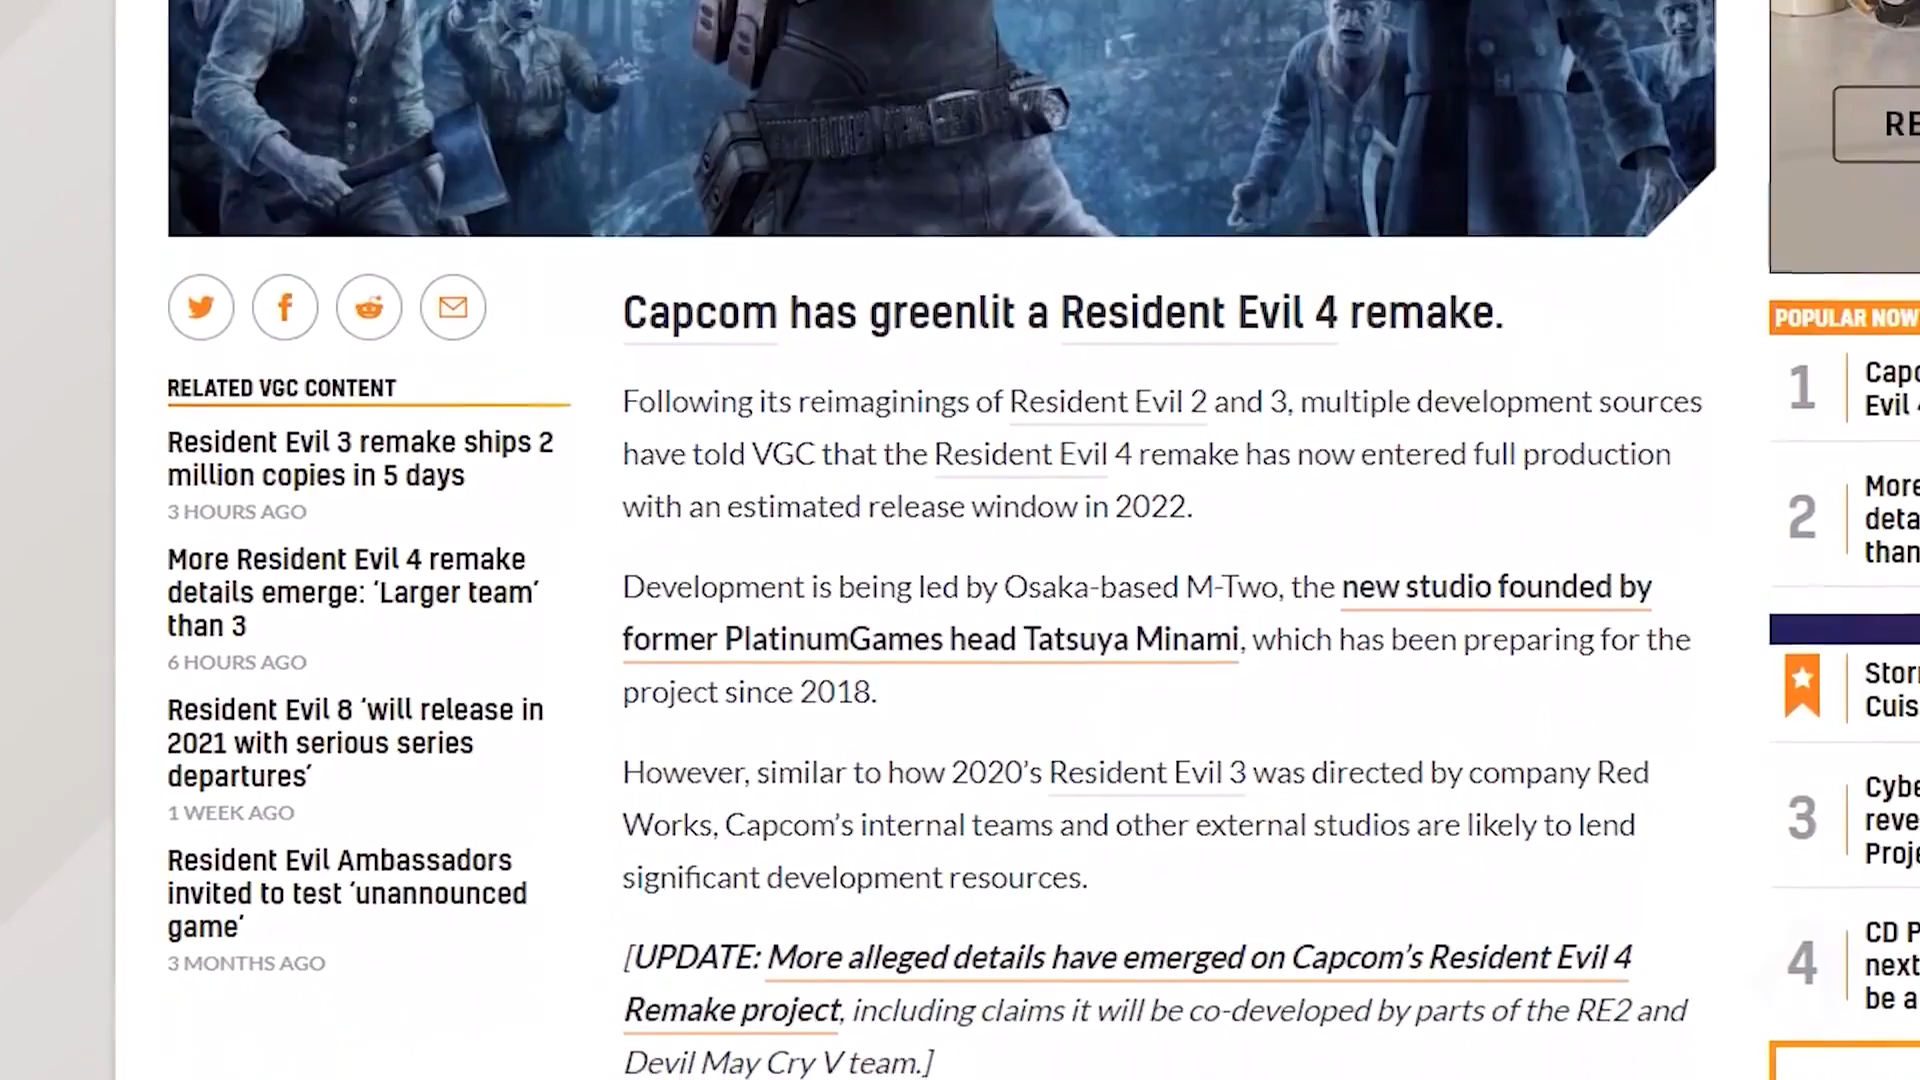 RELATED VGC CONTENT
Resident Evil 3 remake ships 2
million copies in 5 days
3 HOURS AGO
More Resident Evil 4 remake
details emerge: ‘Larger team’
than 3
6 HOURS AGO
Resident Evil 8 ‘will release in
2021 with serious series
departures’
1 WEEK AGO
Resident Evil Ambassadors
invited to test ‘unannounced
game’
3 MONTHS AGO
Capcom has greenlit a Resident Evil 4 remake.
Following its reimaginings of Resident Evil 2 and 3, multiple development sources
have told VGC that the Resident Evil 4 remake has now entered full production
with an estimated release window in 2022.
Development is being led by Osaka-based M-Two, the new studio founded by
former PlatinumGames head Tatsuya Minami, which has been preparing for the
project since 2018.
However, similar to how 2020’s Resident Evil 3 was directed by company Red
Works, Capcom’s internal teams and other external studios are likely to lend
significant development resources.
[UPDATE: More alleged details have emerged on Capcom’s Resident Evil 4
Remake project, including claims it will be co-developed by parts of the RE2 and
Devil May Cry V team.]
POPULAR NOW
1
Evil
2
More
than
3
4
CD P
next
be a